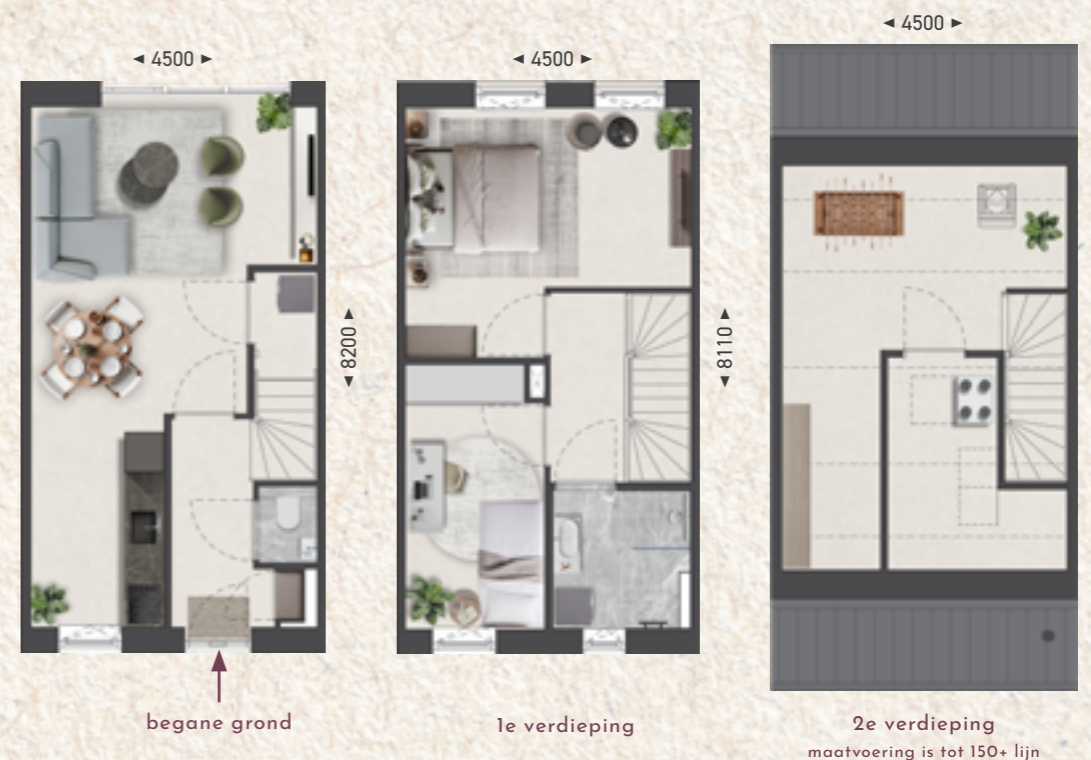 ◄ 4500 ►
◄ 4500 ►
◄ 4500 ►
◄ 8200 ►
◄ 8110 ►
begane grond
1e verdieping
2e verdieping
maatvoering is tot 150+ lijn